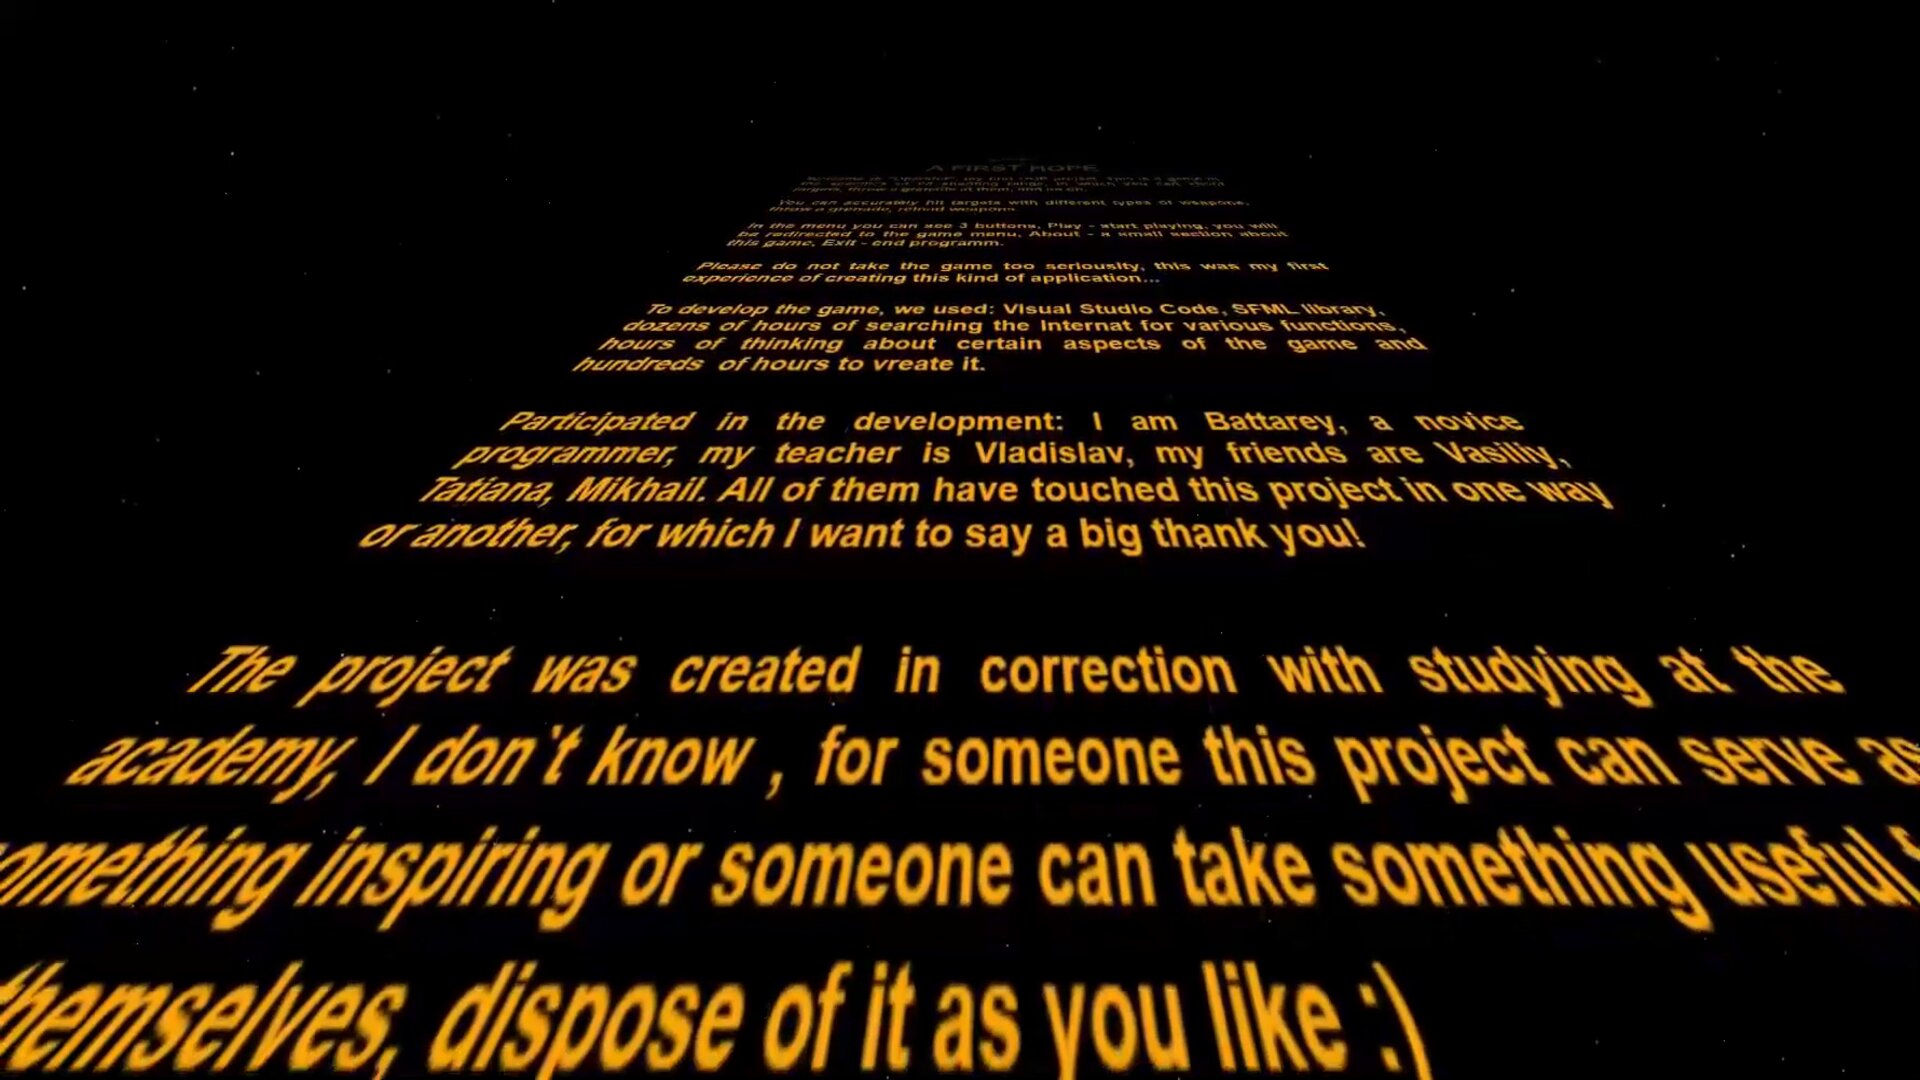 A FIRST HOPE
You can accurately hit targets with different types of weapons,
throw a grenade, reload weapons
In the menu you can see 3 buttons, Play - start playing, you will
be redirected to the game menu, About - a small section about
this game, Exit - end programm.
Please do not take the game too seriously, this was my first
experience of creating this kind of application...
To develop the game, we used: Visual Studio Code, SFML library,
dozens of hours of searching the Internat for various functions,
hours of thinking about certain aspects of the game and
hundreds of hours to vreate it.
Participated in the development: I am Battarey, a novice
programmer, my teacher is Vladislav, my friends are Vasiliy,
Tatiana, Mikhail. All of them have touched this project in one way
or another, for which I want to say a big thank you!
The project was created in correction with studying at the
academy, I don't know , for someone this project can serve as
omething inspiring or someone can take something useful f
themselves, dispose of it as you like :)